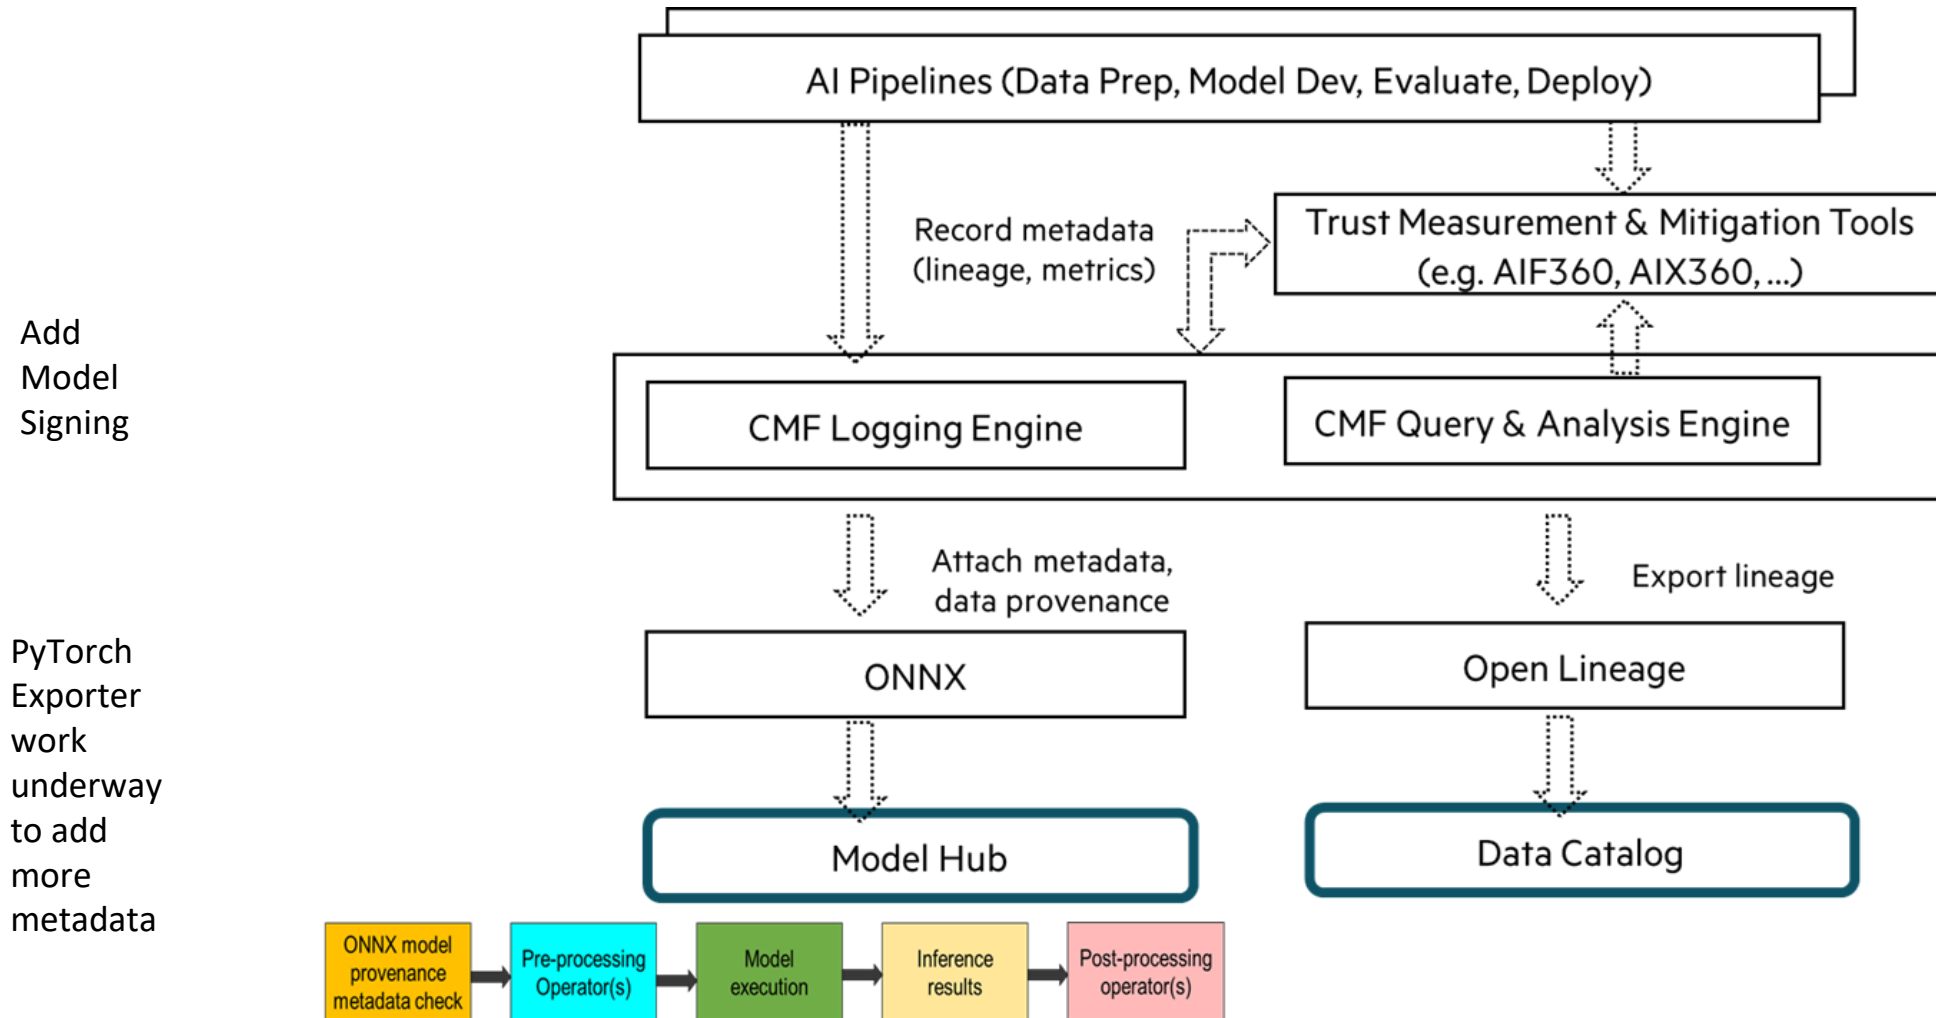 AI Pipelines (Data Prep, Model Dev, Evaluate, Deploy)
Record metadata
(lineage, metrics)
Trust Measurement & Mitigation Tools
(e.g. AIF360, AIX360, ...)
Add
Model
Signing
CMF Logging Engine
CMF Query & Analysis Engine
Attach metadata,
data provenance
Export lineage
PyTorch
Exporter
work
underway
to add
more
metadata
ONNX
Open Lineage
Model Hub
Data Catalog
ONNX model
provenance
metadata check
Pre-processing
Operator(s)
Model
execution
Inference
results
Post-processing
operator(s)